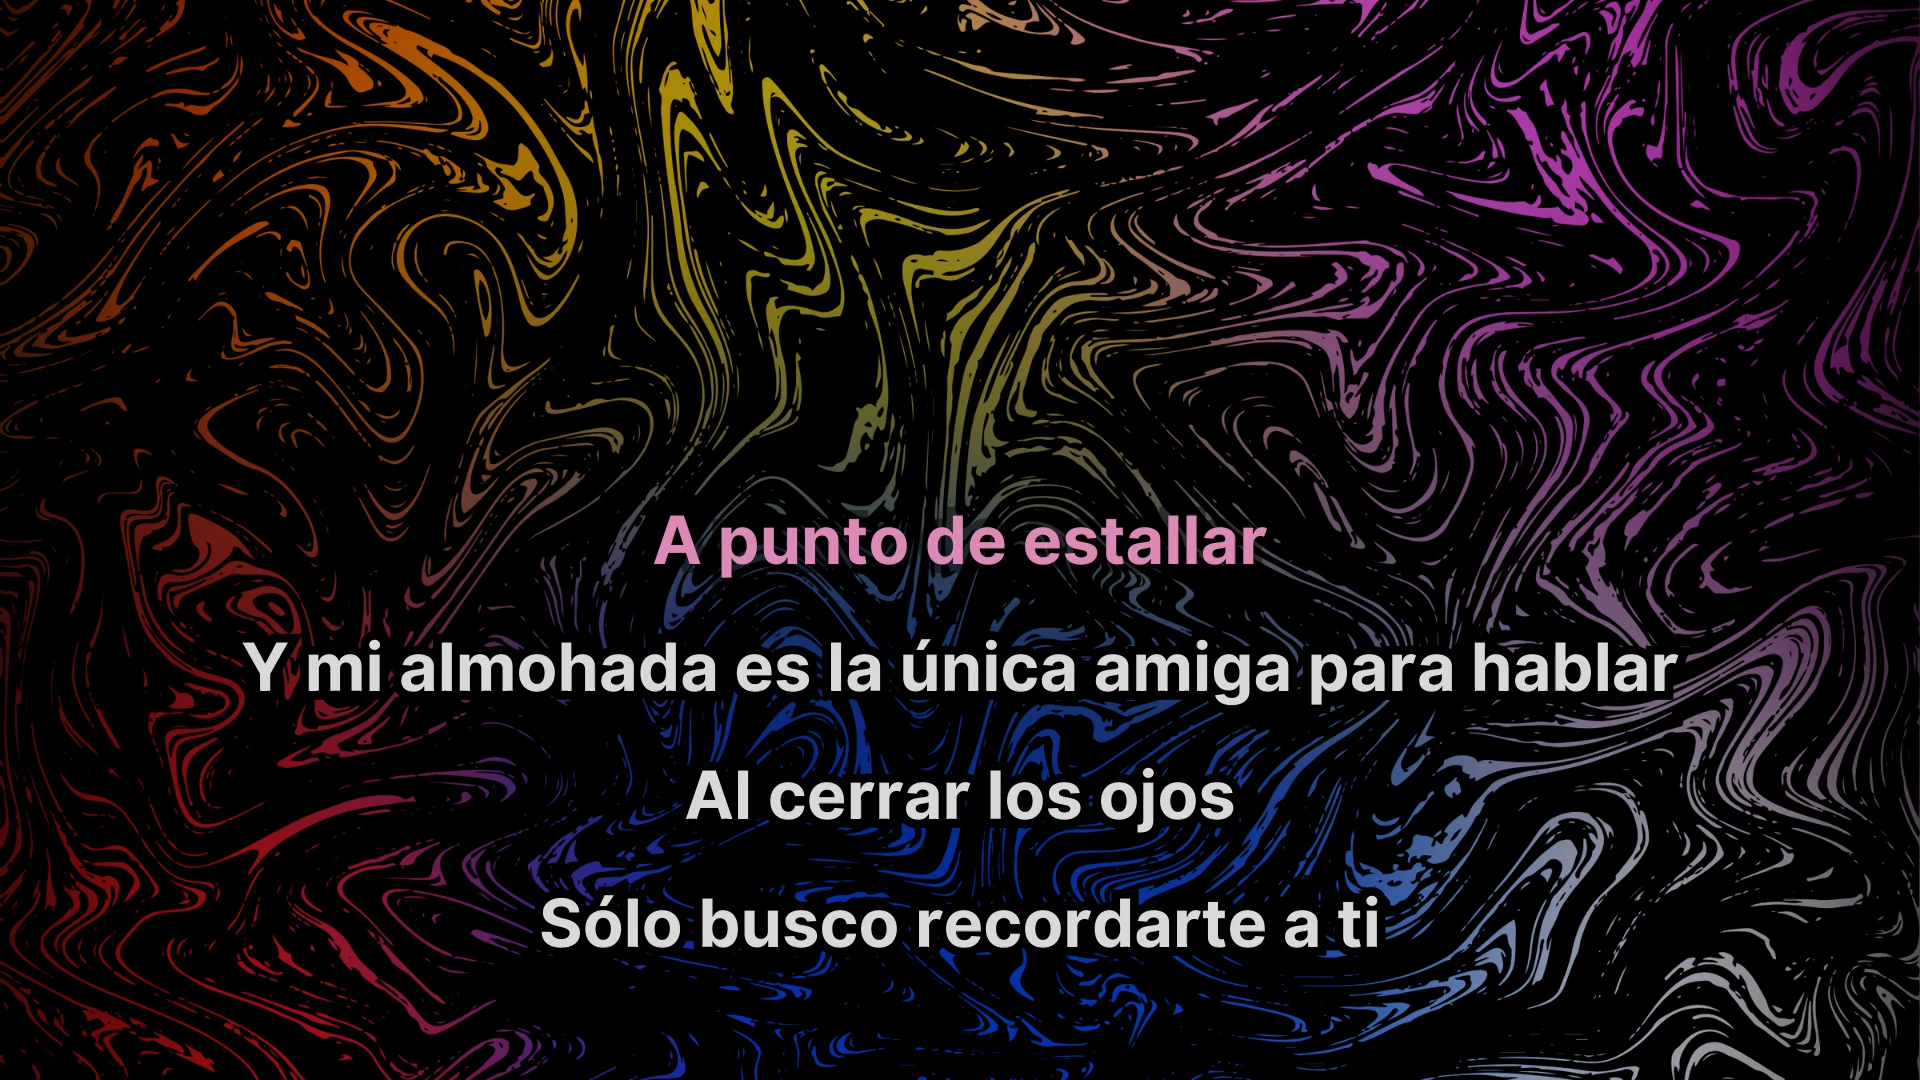 A punto de estallar
Y mi almohada es la única amiga para hablar
Al cerrar los ojos
Sólo busco recordarte a ti